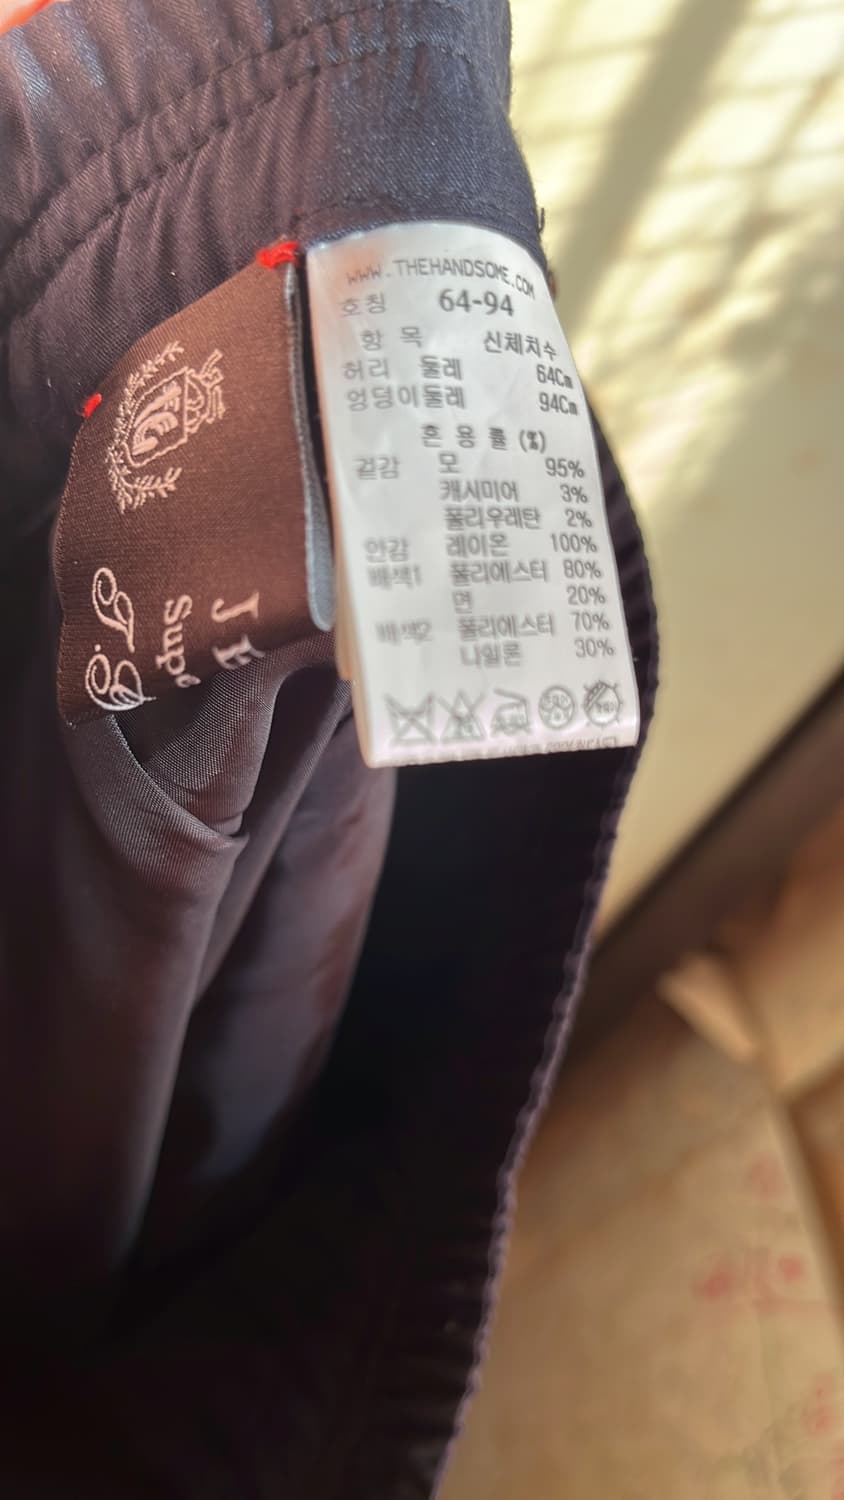 WWW.THEHANDSOME.COM
호칭 64-94
항 목 신체치수
허리 둘레 64Cm
엉덩이둘레 94Cm
혼 용 률 (%)
겉감 모 95%
캐시미어 3%
폴리우레탄 2%
안감 레이온 100%
배색1 폴리에스터 80%
면 20%
배색2 폴리에스터 70%
나일론 30%
Sup